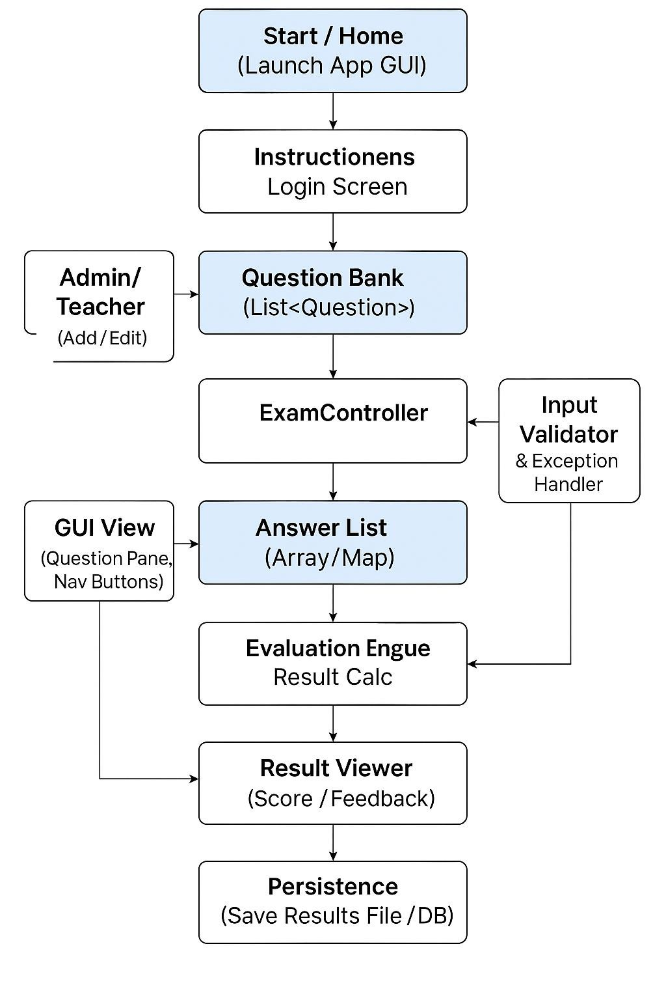 Start / Home
(Launch App GUI)
Instructionens
Login Screen
Admin/
Teacher
(Add / Edit)
Question Bank
(List<Question>)
ExamController
Input
Validator
& Exception
Handler
GUI View
(Question Pane,
Nav Buttons)
Answer List
(Array/Map)
Evaluation Engue
Result Calc
Result Viewer
(Score / Feedback)
Persistence
(Save Results File / DB)